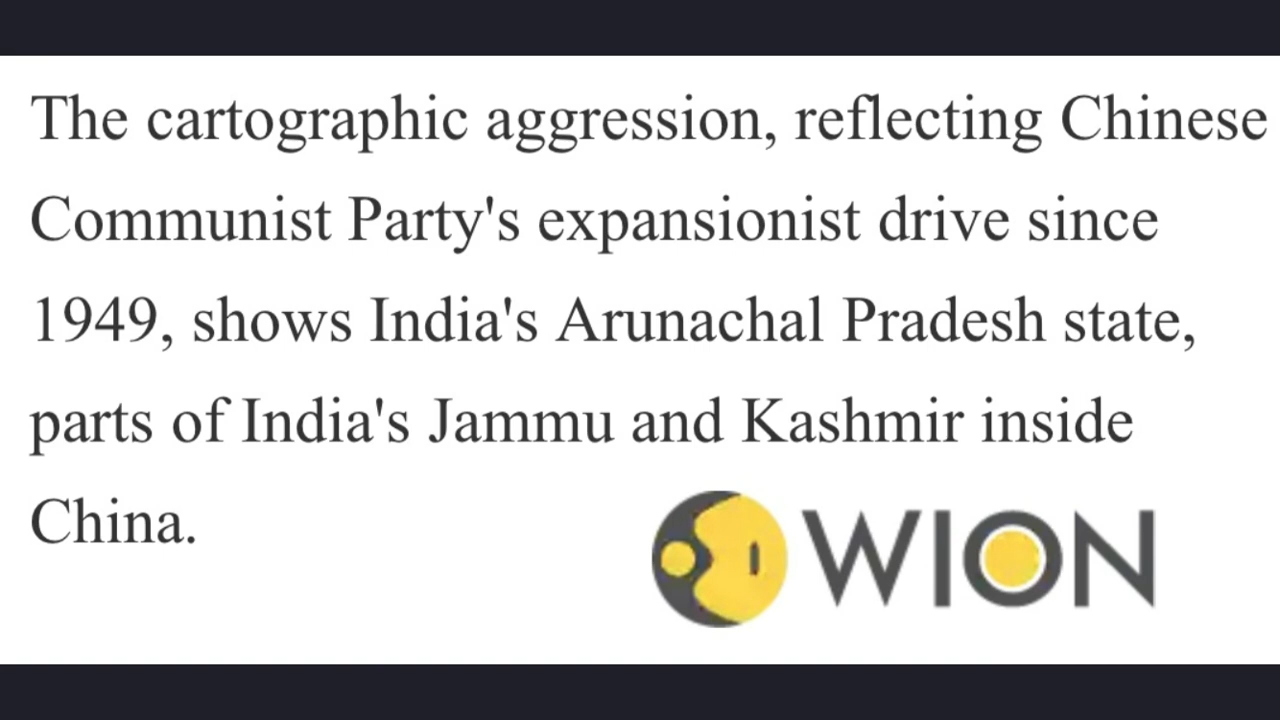 The cartographic aggression, reflecting Chinese
Communist Party's expansionist drive since
1949, shows India's Arunachal Pradesh state,
parts of India's Jammu and Kashmir inside
China.
WION